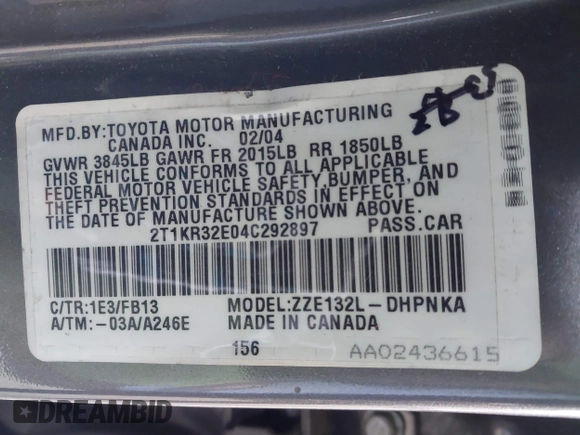 MFD.BY:TOYOTA MOTOR MANUFACTURING
CANADA INC. 02/04
GVWR 3845LB GAWR FR 2015LB RR 1850LB
THIS VEHICLE CONFORMS TO ALL APPLICABLE
FEDERAL MOTOR VEHICLE SAFETY,BUMPER, AND
THEFT PREVENTION STANDARDS IN EFFECT ON
THE DATE OF MANUFACTURE SHOWN ABOVE.
2T1KR32E04C292897 PASS.CAR
C/TR:1E3/FB13 MODEL:ZZE132L-DHPNKA
A/TM:-03A/A246E MADE IN CANADA
156 AA02436615
DREAMBID